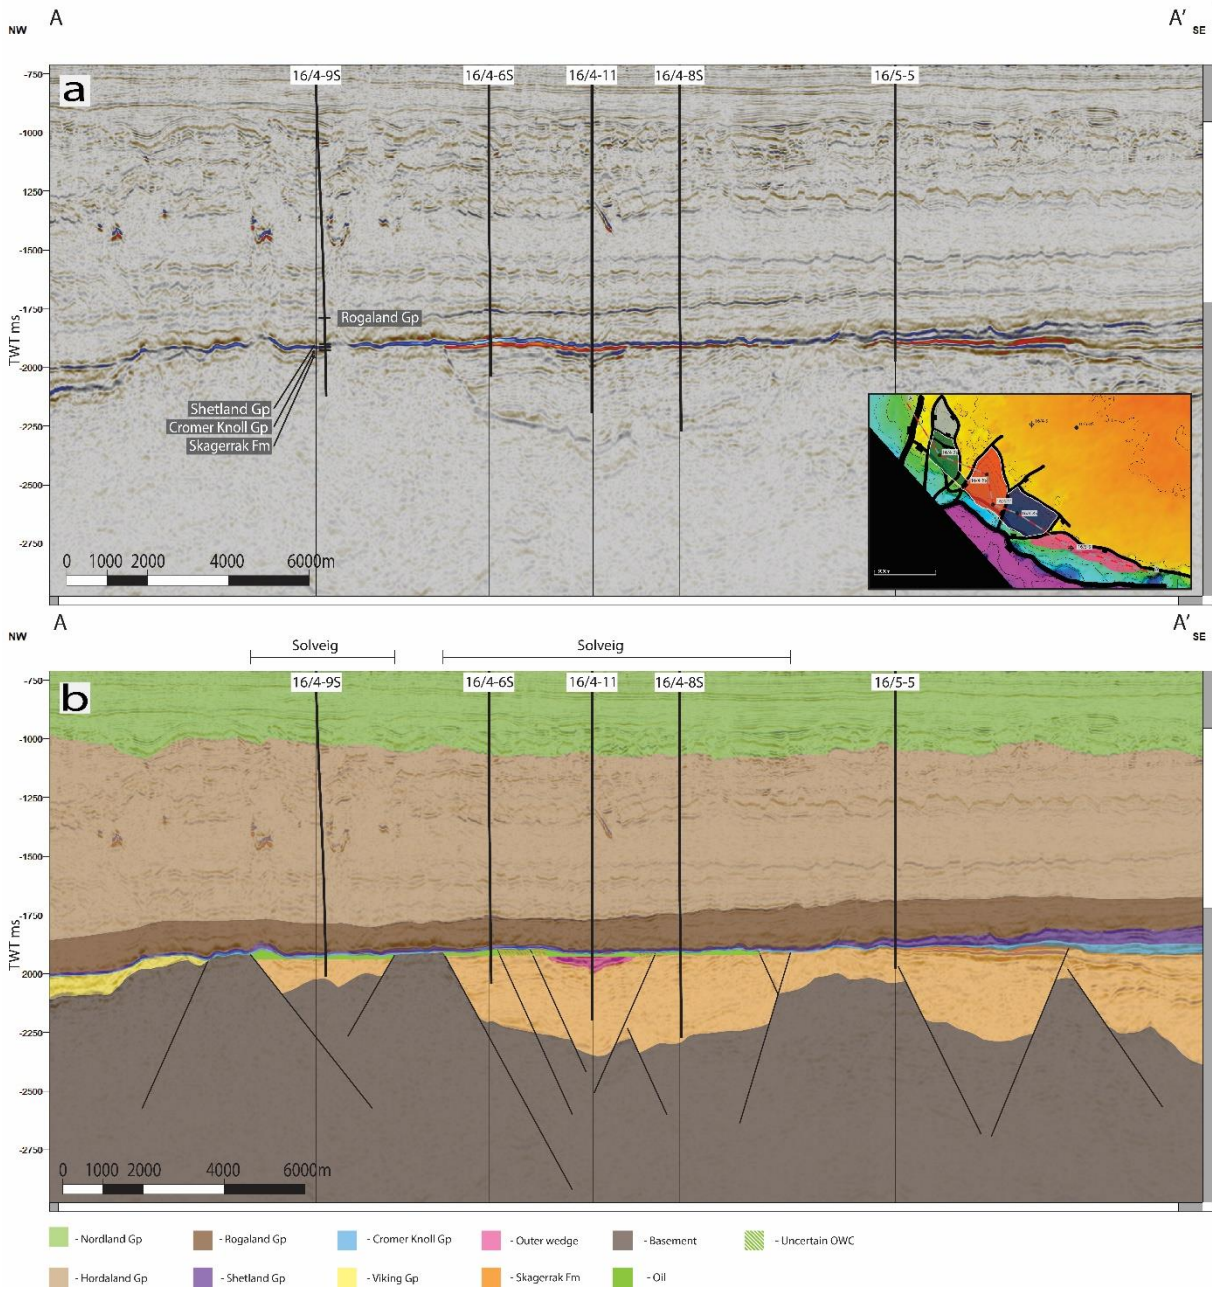 A A'
NW SE
a
16/4-9S 16/4-6S 16/4-11 16/4-8S 16/5-5
-750
-1000
-1250
-1500
-1750
-2000
-2250
-2500
-2750
TWT ms
Rogaland Gp
Shetland Gp
Cromer Knoll Gp
Skagerrak Fm
0 1000 2000 4000 6000m
A A'
NW SE
Solveig Solveig
b
16/4-9S 16/4-6S 16/4-11 16/4-8S 16/5-5
-750
-1000
-1250
-1500
-1750
-2000
-2250
-2500
-2750
TWT ms
0 1000 2000 4000 6000m
- Nordland Gp - Rogaland Gp - Cromer Knoll Gp - Outer wedge - Basement - Uncertain OWC
- Hordaland Gp - Shetland Gp - Viking Gp - Skagerrak Fm - Oil